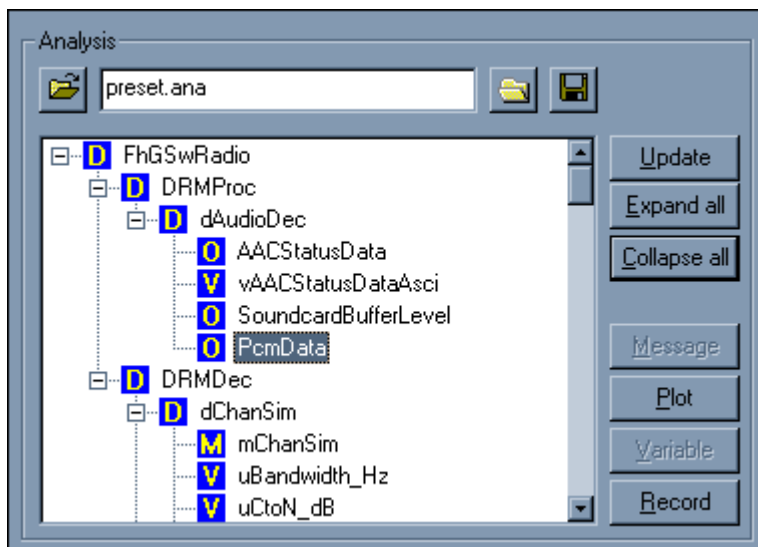 Analysis
preset.ana
D FhGSwRadio
D DRMProc
D dAudioDec
O AACStatusData
V vAACStatusDataAsci
O SoundcardBufferLevel
O PcmData
D DRMDec
D dChanSim
M mChanSim
V uBandwidth_Hz
V uCtoN_dB
Update
Expand all
Collapse all
Message
Plot
Variable
Record